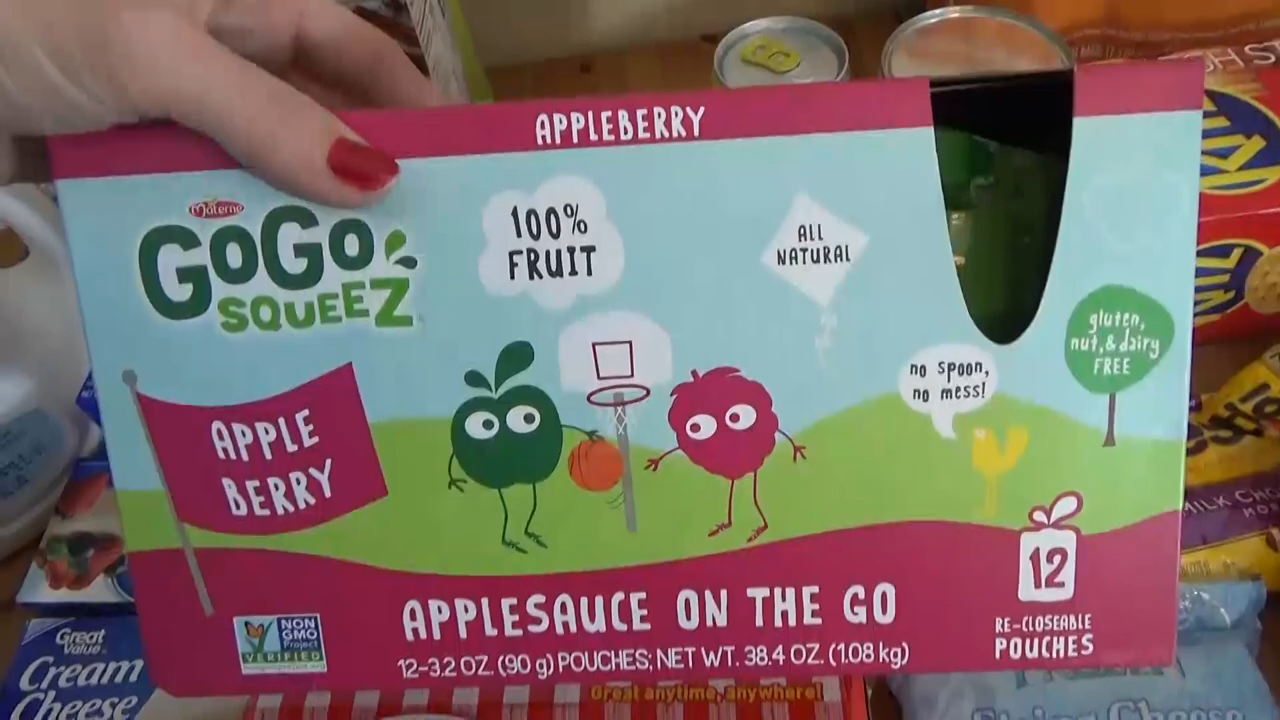 APPLEBERRY
Materne
GoGo
SQUEEZ
100%
FRUIT
ALL
NATURAL
gluten,
nut, & dairy
FREE
no spoon,
no mess!
APPLE
BERRY
12
RE-CLOSEABLE
POUCHES
APPLESAUCE ON THE GO
12-3.2 OZ. (90 g) POUCHES; NET WT. 38.4 OZ. (1.08 kg)
NON
GMO
Project
VERIFIED
Great
Value
Cream
Cheese
Great anytime, anywhere!
MILK
String Cheese